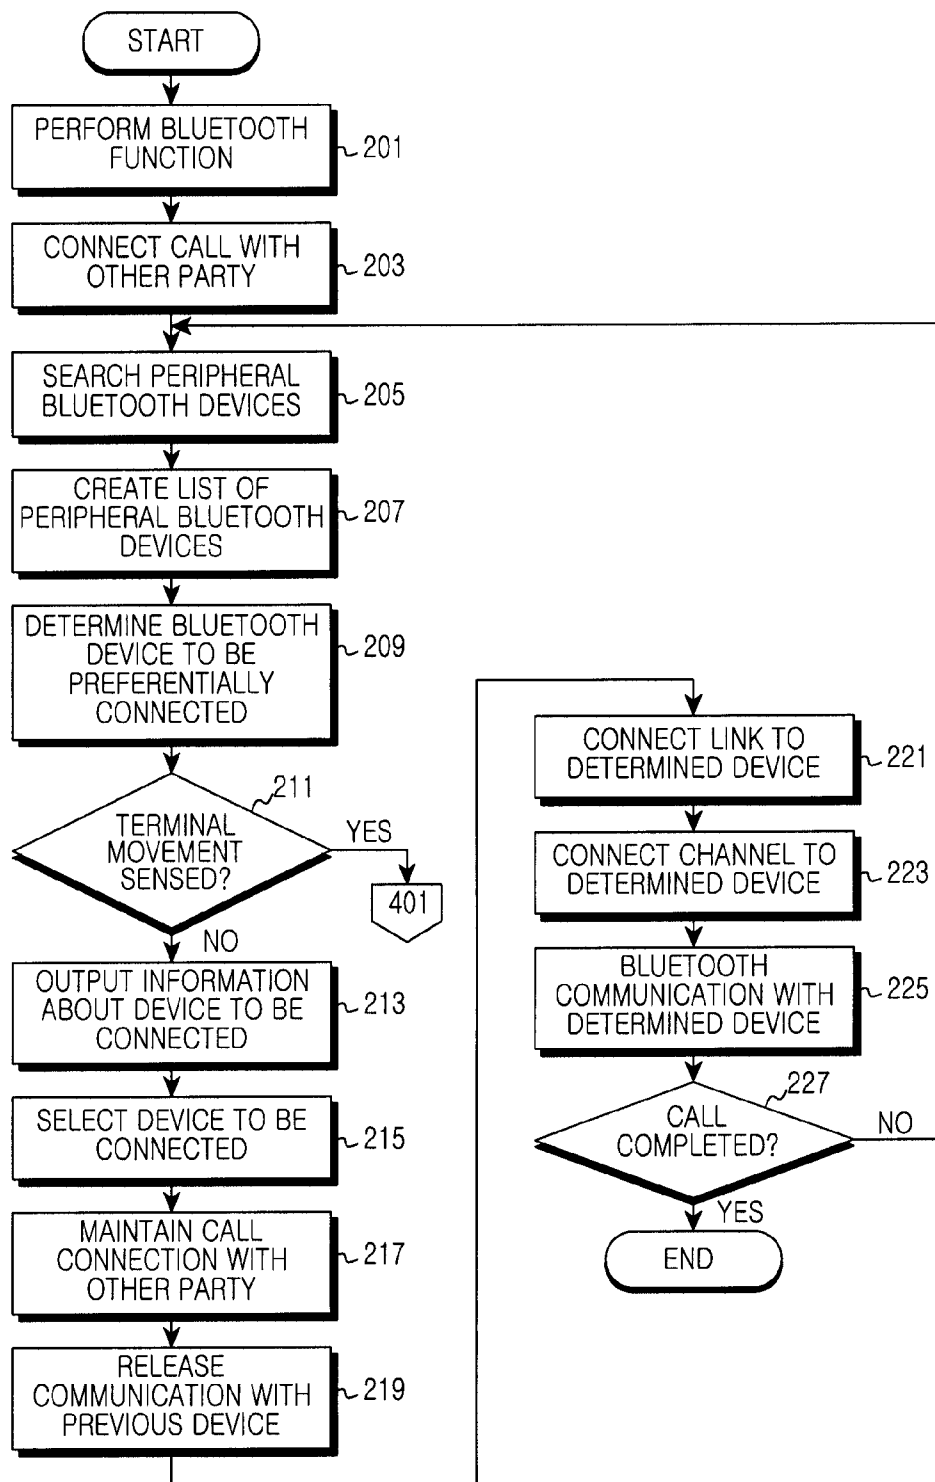 START
PERFORM BLUETOOTH
FUNCTION
201
CONNECT CALL WITH
OTHER PARTY
203
SEARCH PERIPHERAL
BLUETOOTH DEVICES
205
CREATE LIST OF
PERIPHERAL BLUETOOTH
DEVICES
207
DETERMINE BLUETOOTH
DEVICE TO BE
PREFERENTIALLY
CONNECTED
209
211
TERMINAL
MOVEMENT
SENSED?
YES
401
NO
OUTPUT INFORMATION
ABOUT DEVICE TO BE
CONNECTED
213
SELECT DEVICE TO BE
CONNECTED
215
MAINTAIN CALL
CONNECTION WITH
OTHER PARTY
217
RELEASE
COMMUNICATION WITH
PREVIOUS DEVICE
219
CONNECT LINK TO
DETERMINED DEVICE
221
CONNECT CHANNEL TO
DETERMINED DEVICE
223
BLUETOOTH
COMMUNICATION WITH
DETERMINED DEVICE
225
227
CALL
COMPLETED?
NO
YES
END